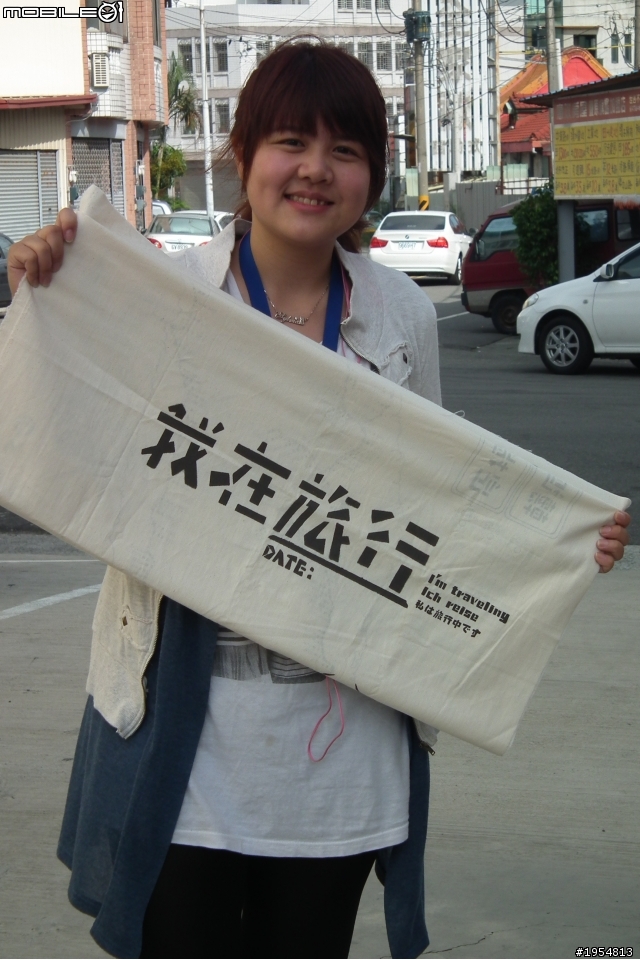 MOBILE01
我在旅行
DATE:
I'm traveling
Ich reise
私は旅行中です
#1954813